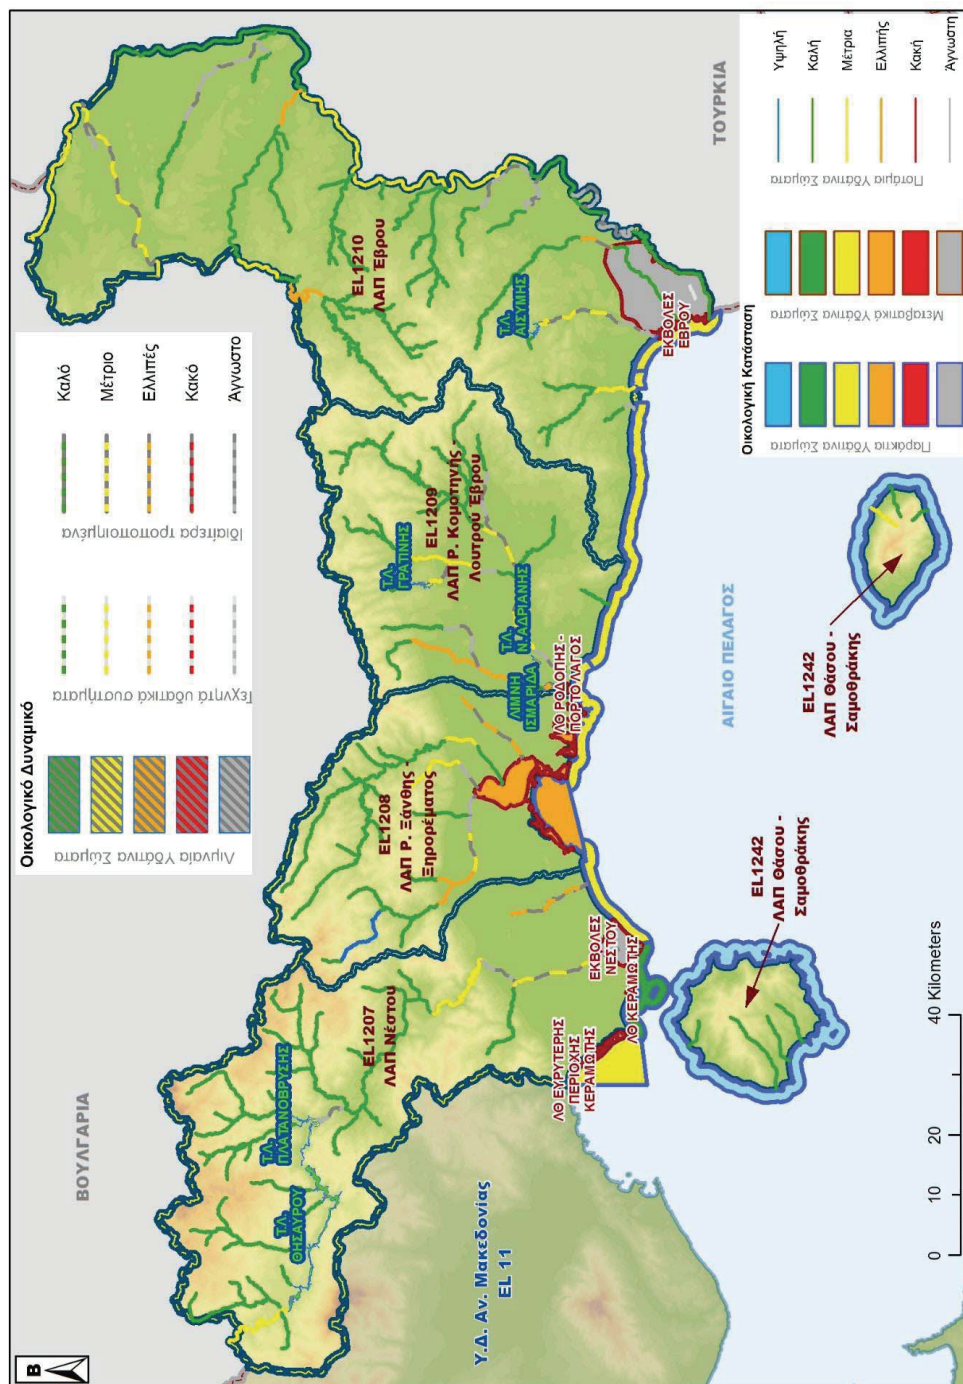 Β
ΒΟΥΛΓΑΡΙΑ
ΤΟΥΡΚΙΑ
ΑΙΓΑΙΟ ΠΕΛΑΓΟΣ
Υ.Δ. Αν. Μακεδονίας
EL 11
Τ.Λ.
ΘΗΣΑΥΡΟΥ
Τ.Λ.
ΠΛΑΤΑΝΟΒΡΥΣΗΣ
EL1207
ΛΑΠ Νέστου
EL1208
ΛΑΠ Ρ. Ξάνθης -
Ξηρορέματος
Τ.Λ.
ΓΡΑΤΙΝΗΣ
EL1209
ΛΑΠ Ρ. Κομοτηνής -
Λουτρού Έβρου
EL1210
ΛΑΠ Έβρου
Τ.Λ.
ΑΙΣΥΜΗΣ
Τ.Λ.
Ν.ΑΔΡΙΑΝΗΣ
ΛΙΜΝΗ
ΙΣΜΑΡΙΔΑ
ΛΘ ΡΟΔΟΠΗΣ -
ΠΟΡΤΟ ΛΑΓΟΣ
ΕΚΒΟΛΕΣ
ΕΒΡΟΥ
ΕΚΒΟΛΕΣ
ΝΕΣΤΟΥ
ΛΘ ΚΕΡΑΜΩΤΗΣ
ΛΘ ΕΥΡΥΤΕΡΗΣ
ΠΕΡΙΟΧΗΣ
ΚΕΡΑΜΩΤΗΣ
EL1242
ΛΑΠ Θάσου -
Σαμοθράκης
EL1242
ΛΑΠ Θάσου -
Σαμοθράκης
0 10 20 40 Kilometers
Οικολογικό Δυναμικό
Λιμναία Υδάτινα Σώματα
Τεχνητά υδατικά συστήματα
Ιδιαίτερα τροποποιημένα
Καλό
Μέτριο
Ελλιπές
Κακό
Άγνωστο
Οικολογική Κατάσταση
Παράκτια Υδάτινα Σώματα
Μεταβατικά Υδάτινα Σώματα
Ποτάμια Υδάτινα Σώματα
Υψηλή
Καλή
Μέτρια
Ελλιπής
Κακή
Άγνωστη